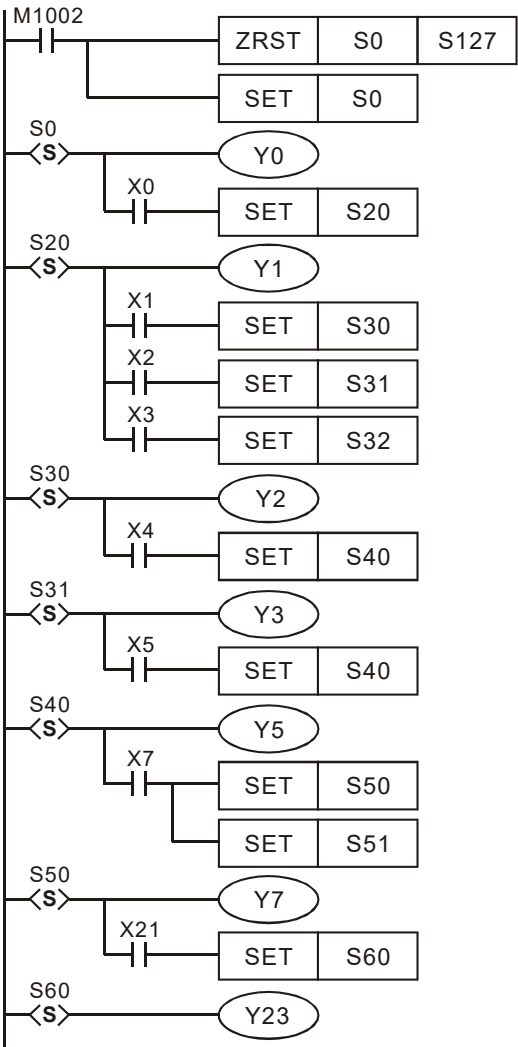 M1002
ZRST S0 S127
SET S0
S0
S Y0
X0
SET S20
S20
S Y1
X1
SET S30
X2
SET S31
X3
SET S32
S30
S Y2
X4
SET S40
S31
S Y3
X5
SET S40
S40
S Y5
X7
SET S50
SET S51
S50
S Y7
X21
SET S60
S60
S Y23